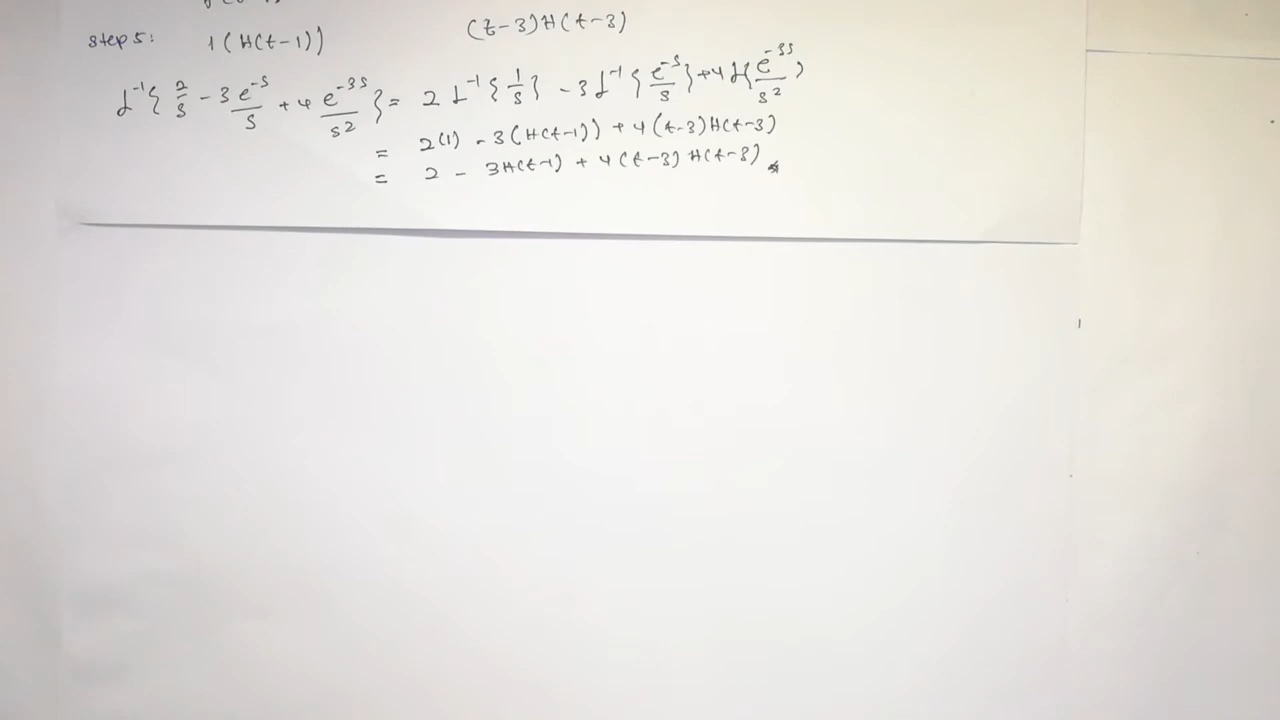 step 5: 1(H(t-1)) (t-3)H(t-3)
L⁻¹{ 2/s - 3 e^-s/s + 4 e^-3s/s² } = 2 L⁻¹{ 1/s } - 3 L⁻¹{ e^-s/s } + 4 L{ e^-3s/s² }
= 2(1) - 3(H(t-1)) + 4(t-3)H(t-3)
= 2 - 3H(t-1) + 4(t-3) H(t-3)